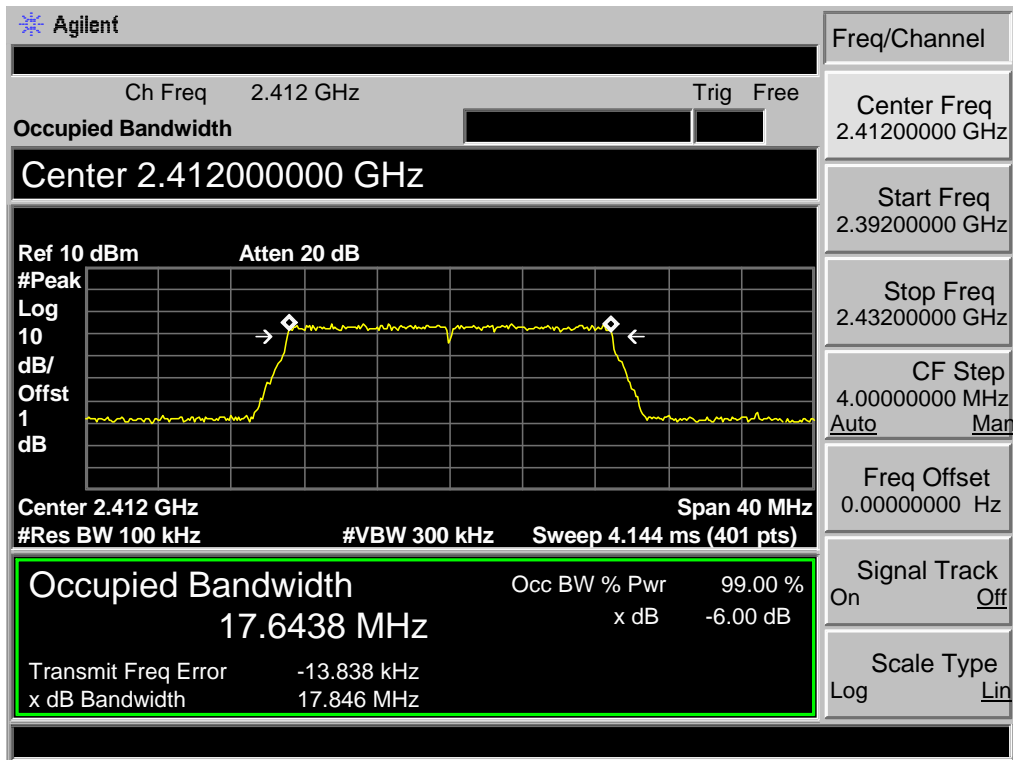 Agilent
Ch Freq 2.412 GHz Trig Free
Occupied Bandwidth
Center 2.412000000 GHz
Ref 10 dBm Atten 20 dB
#Peak
Log
10
dB/
Offst
1
dB
Center 2.412 GHz Span 40 MHz
#Res BW 100 kHz #VBW 300 kHz Sweep 4.144 ms (401 pts)
Occupied Bandwidth Occ BW % Pwr 99.00 %
17.6438 MHz x dB -6.00 dB
Transmit Freq Error -13.838 kHz
x dB Bandwidth 17.846 MHz
Freq/Channel
Center Freq
2.41200000 GHz
Start Freq
2.39200000 GHz
Stop Freq
2.43200000 GHz
CF Step
4.00000000 MHz
Auto Man
Freq Offset
0.00000000 Hz
Signal Track
On Off
Scale Type
Log Lin